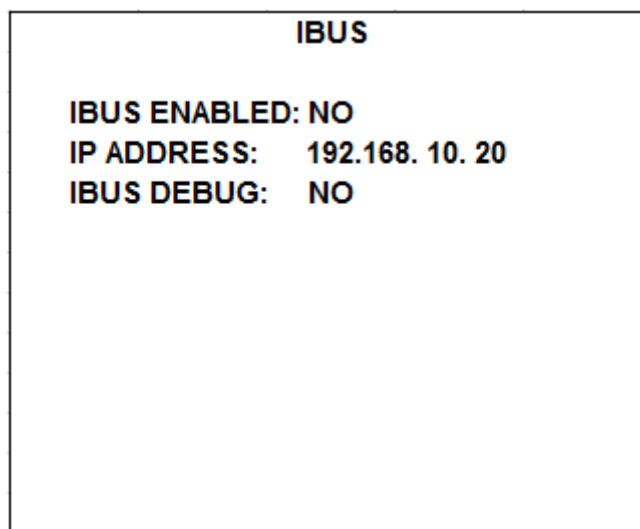 IBUS
IBUS ENABLED: NO
IP ADDRESS: 192.168. 10. 20
IBUS DEBUG: NO